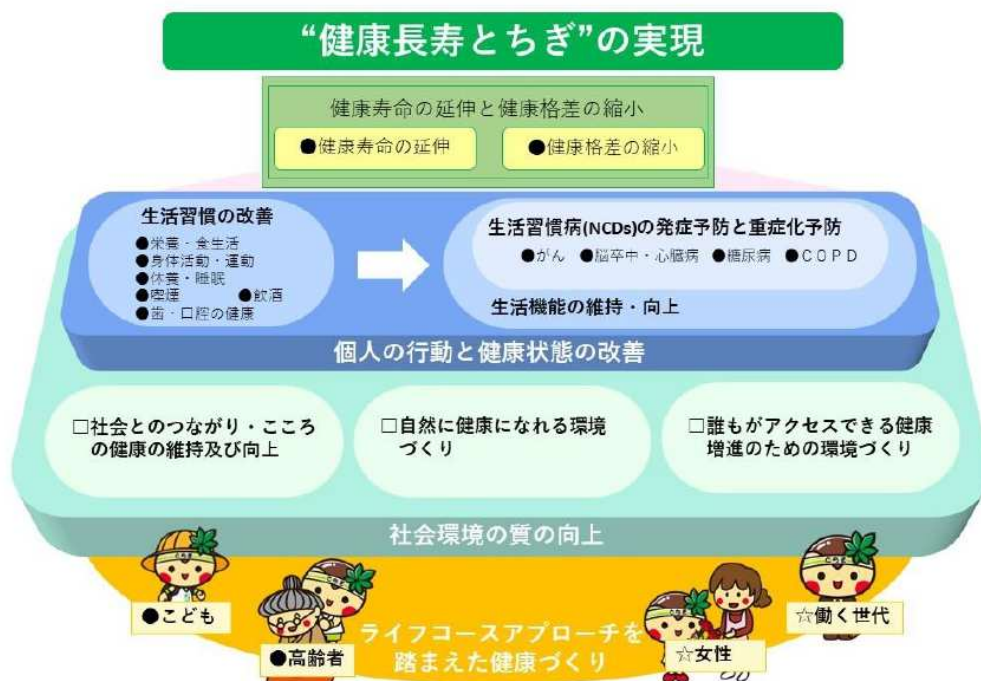 “健康長寿とちぎ”の実現
健康寿命の延伸と健康格差の縮小
●健康寿命の延伸
●健康格差の縮小
生活習慣の改善
●栄養・食生活
●身体活動・運動
●休養・睡眠
●喫煙 ●飲酒
●歯・口腔の健康
生活習慣病(NCDs)の発症予防と重症化予防
●がん ●脳卒中・心臓病 ●糖尿病 ●COPD
生活機能の維持・向上
個人の行動と健康状態の改善
□社会とのつながり・こころ
の健康の維持及び向上
□自然に健康になれる環境
づくり
□誰もがアクセスできる健康
増進のための環境づくり
社会環境の質の向上
●こども
●高齢者
ライフコースアプローチを
踏まえた健康づくり
☆女性
☆働く世代